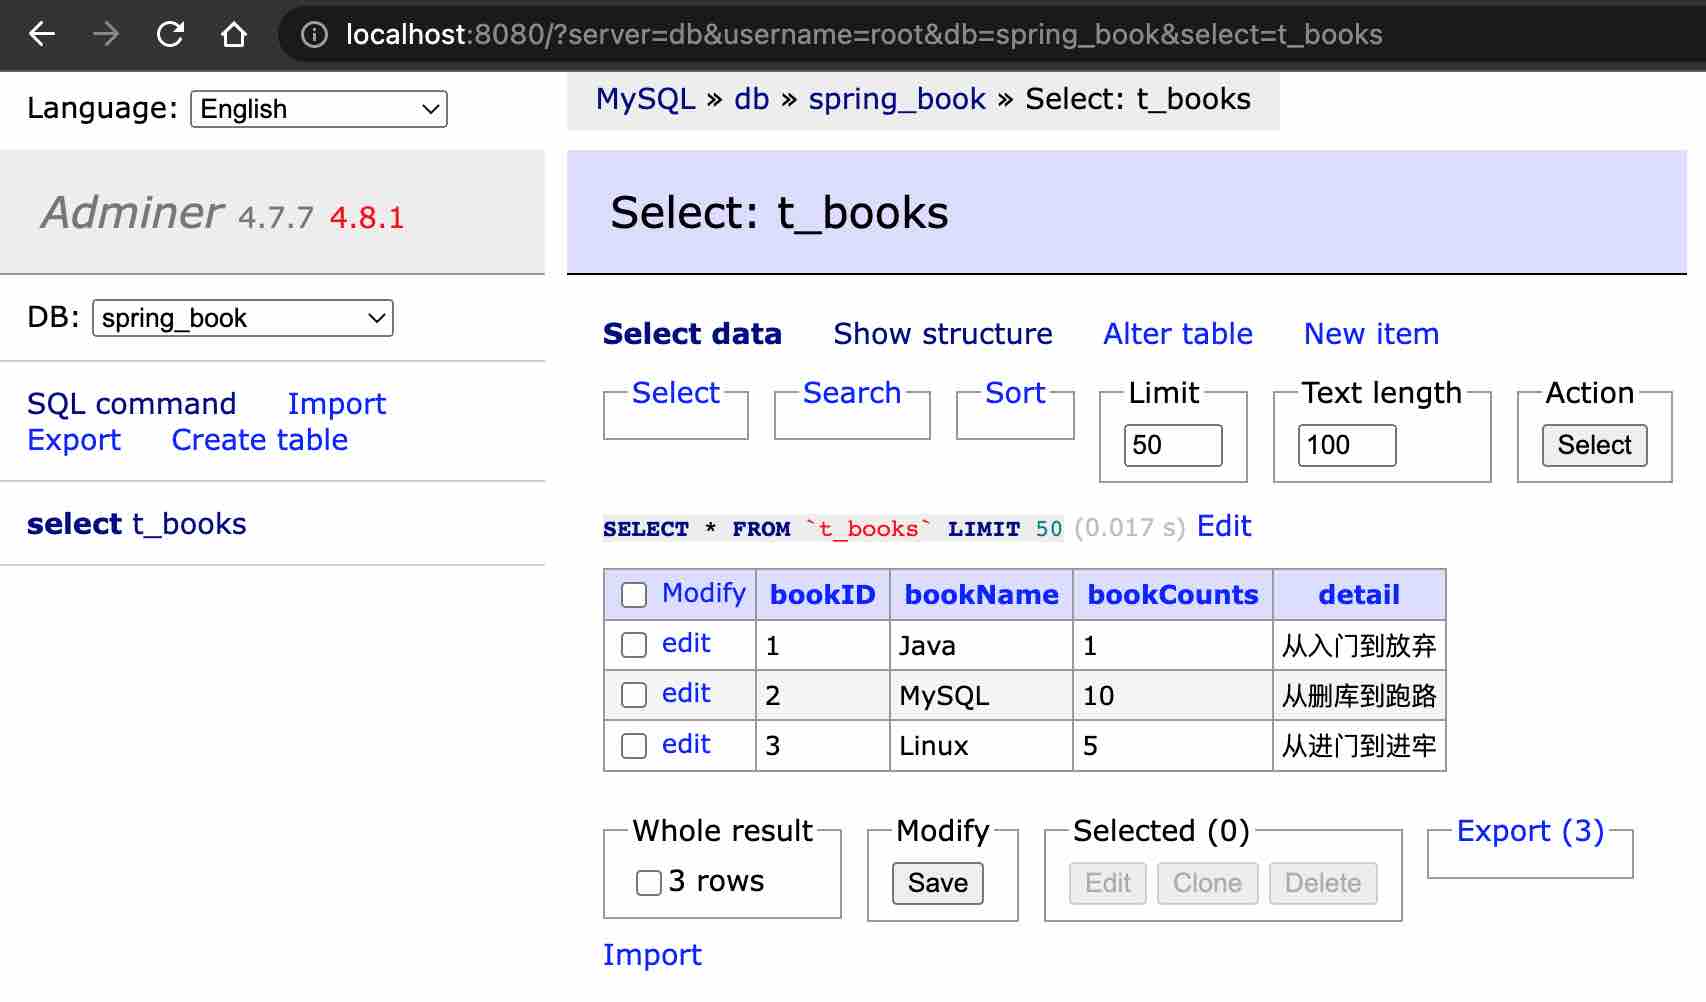 localhost:8080/?server=db&username=root&db=spring_book&select=t_books
Language: English
MySQL » db » spring_book » Select: t_books
Adminer 4.7.7 4.8.1
Select: t_books
DB: spring_book
Select data Show structure Alter table New item
SQL command Import
Export Create table
Select Search Sort Limit Text length Action
50 100 Select
select t_books
SELECT * FROM `t_books` LIMIT 50 (0.017 s) Edit
Modify bookID bookName bookCounts detail
edit 1 Java 1 从入门到放弃
edit 2 MySQL 10 从删库到跑路
edit 3 Linux 5 从进门到进牢
Whole result Modify Selected (0) Export (3)
3 rows Save Edit Clone Delete
Import